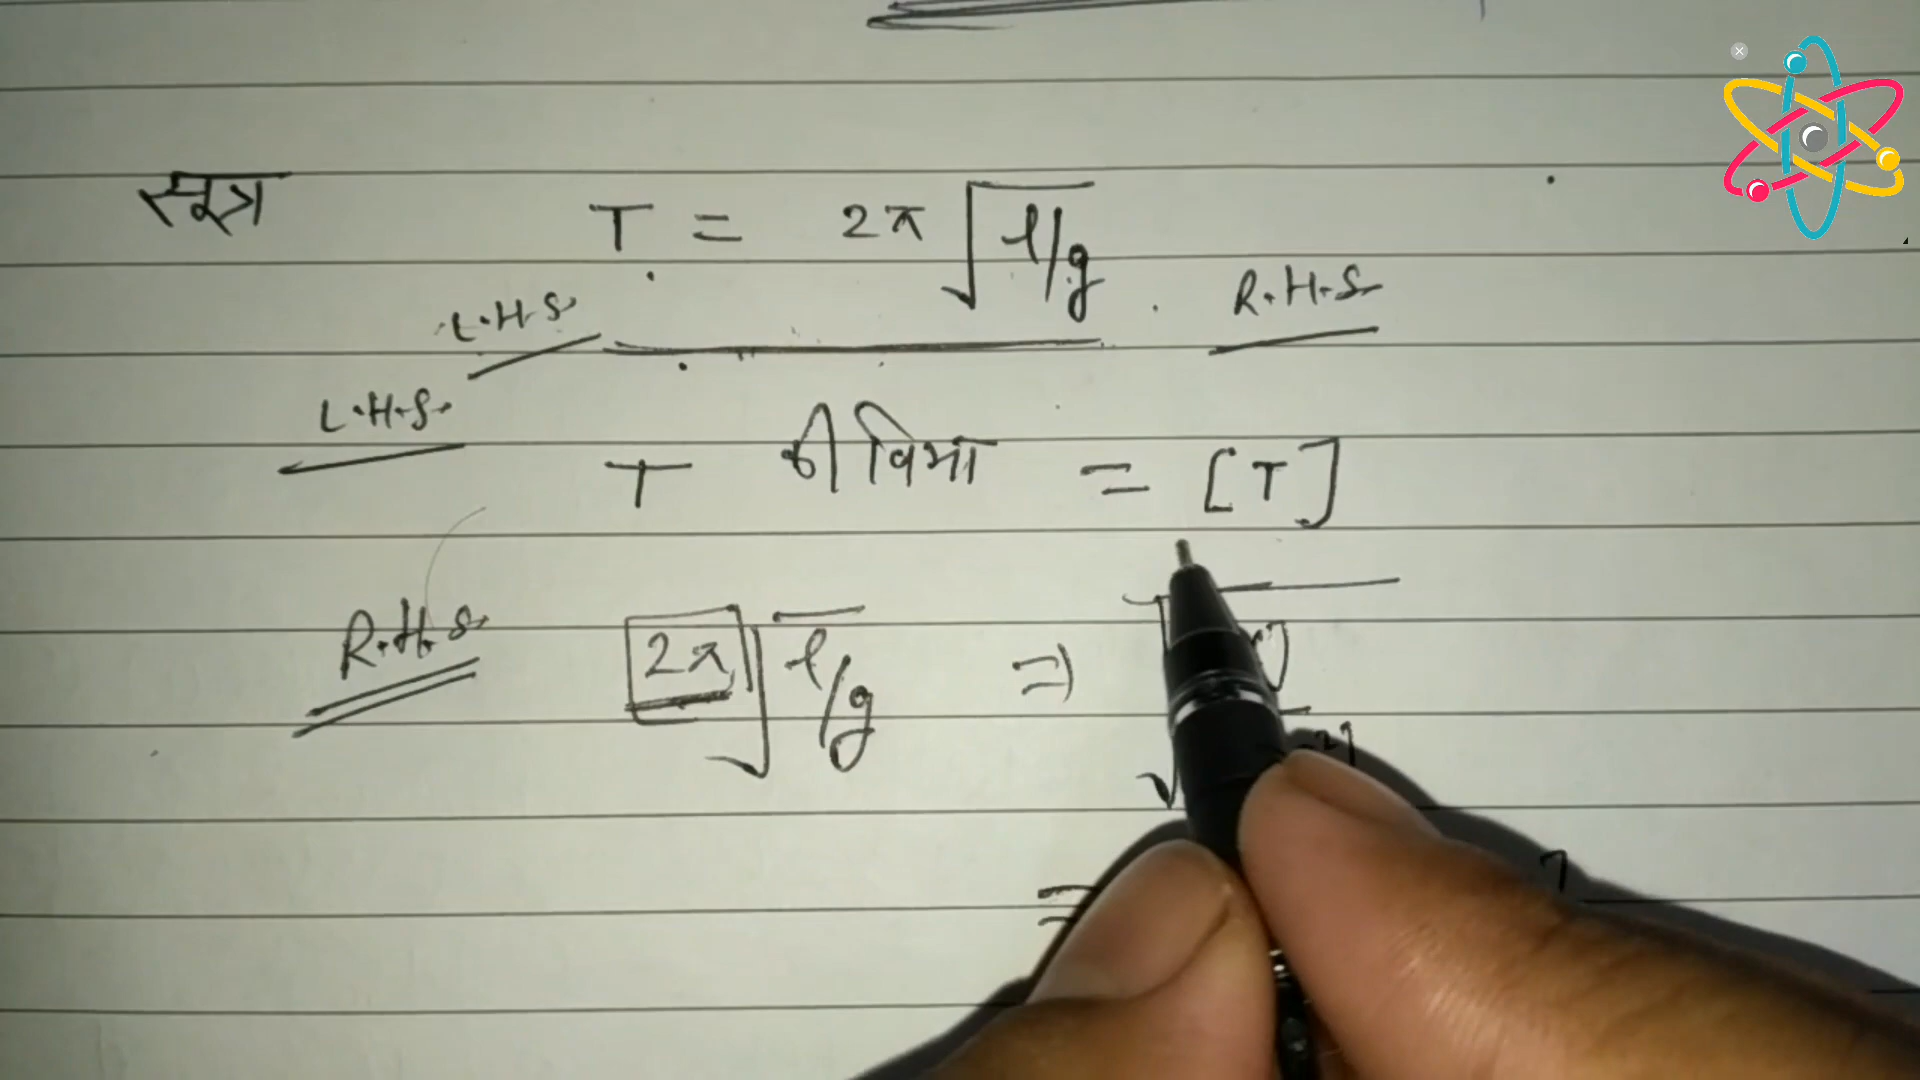 सूत्र T = 2π √l/g
L.H.S. R.H.S.
L.H.S. T की विमा = [T]
R.H.S. 2π √l/g ⇒ √
=